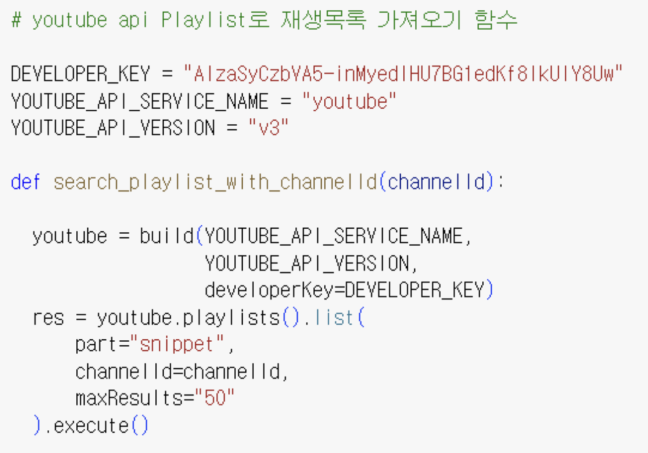 # youtube api Playlist로 재생목록 가져오기 함수
DEVELOPER_KEY =
YOUTUBE_API_SERVICE_NAME = "youtube"
YOUTUBE_API_VERSION = "v3"
def search_playlist_with_channelId(channelId):
youtube = build(YOUTUBE_API_SERVICE_NAME,
YOUTUBE_API_VERSION,
developerKey=DEVELOPER_KEY)
res = youtube.playlists().list(
part="snippet",
channelId=channelId,
maxResults="50"
).execute()